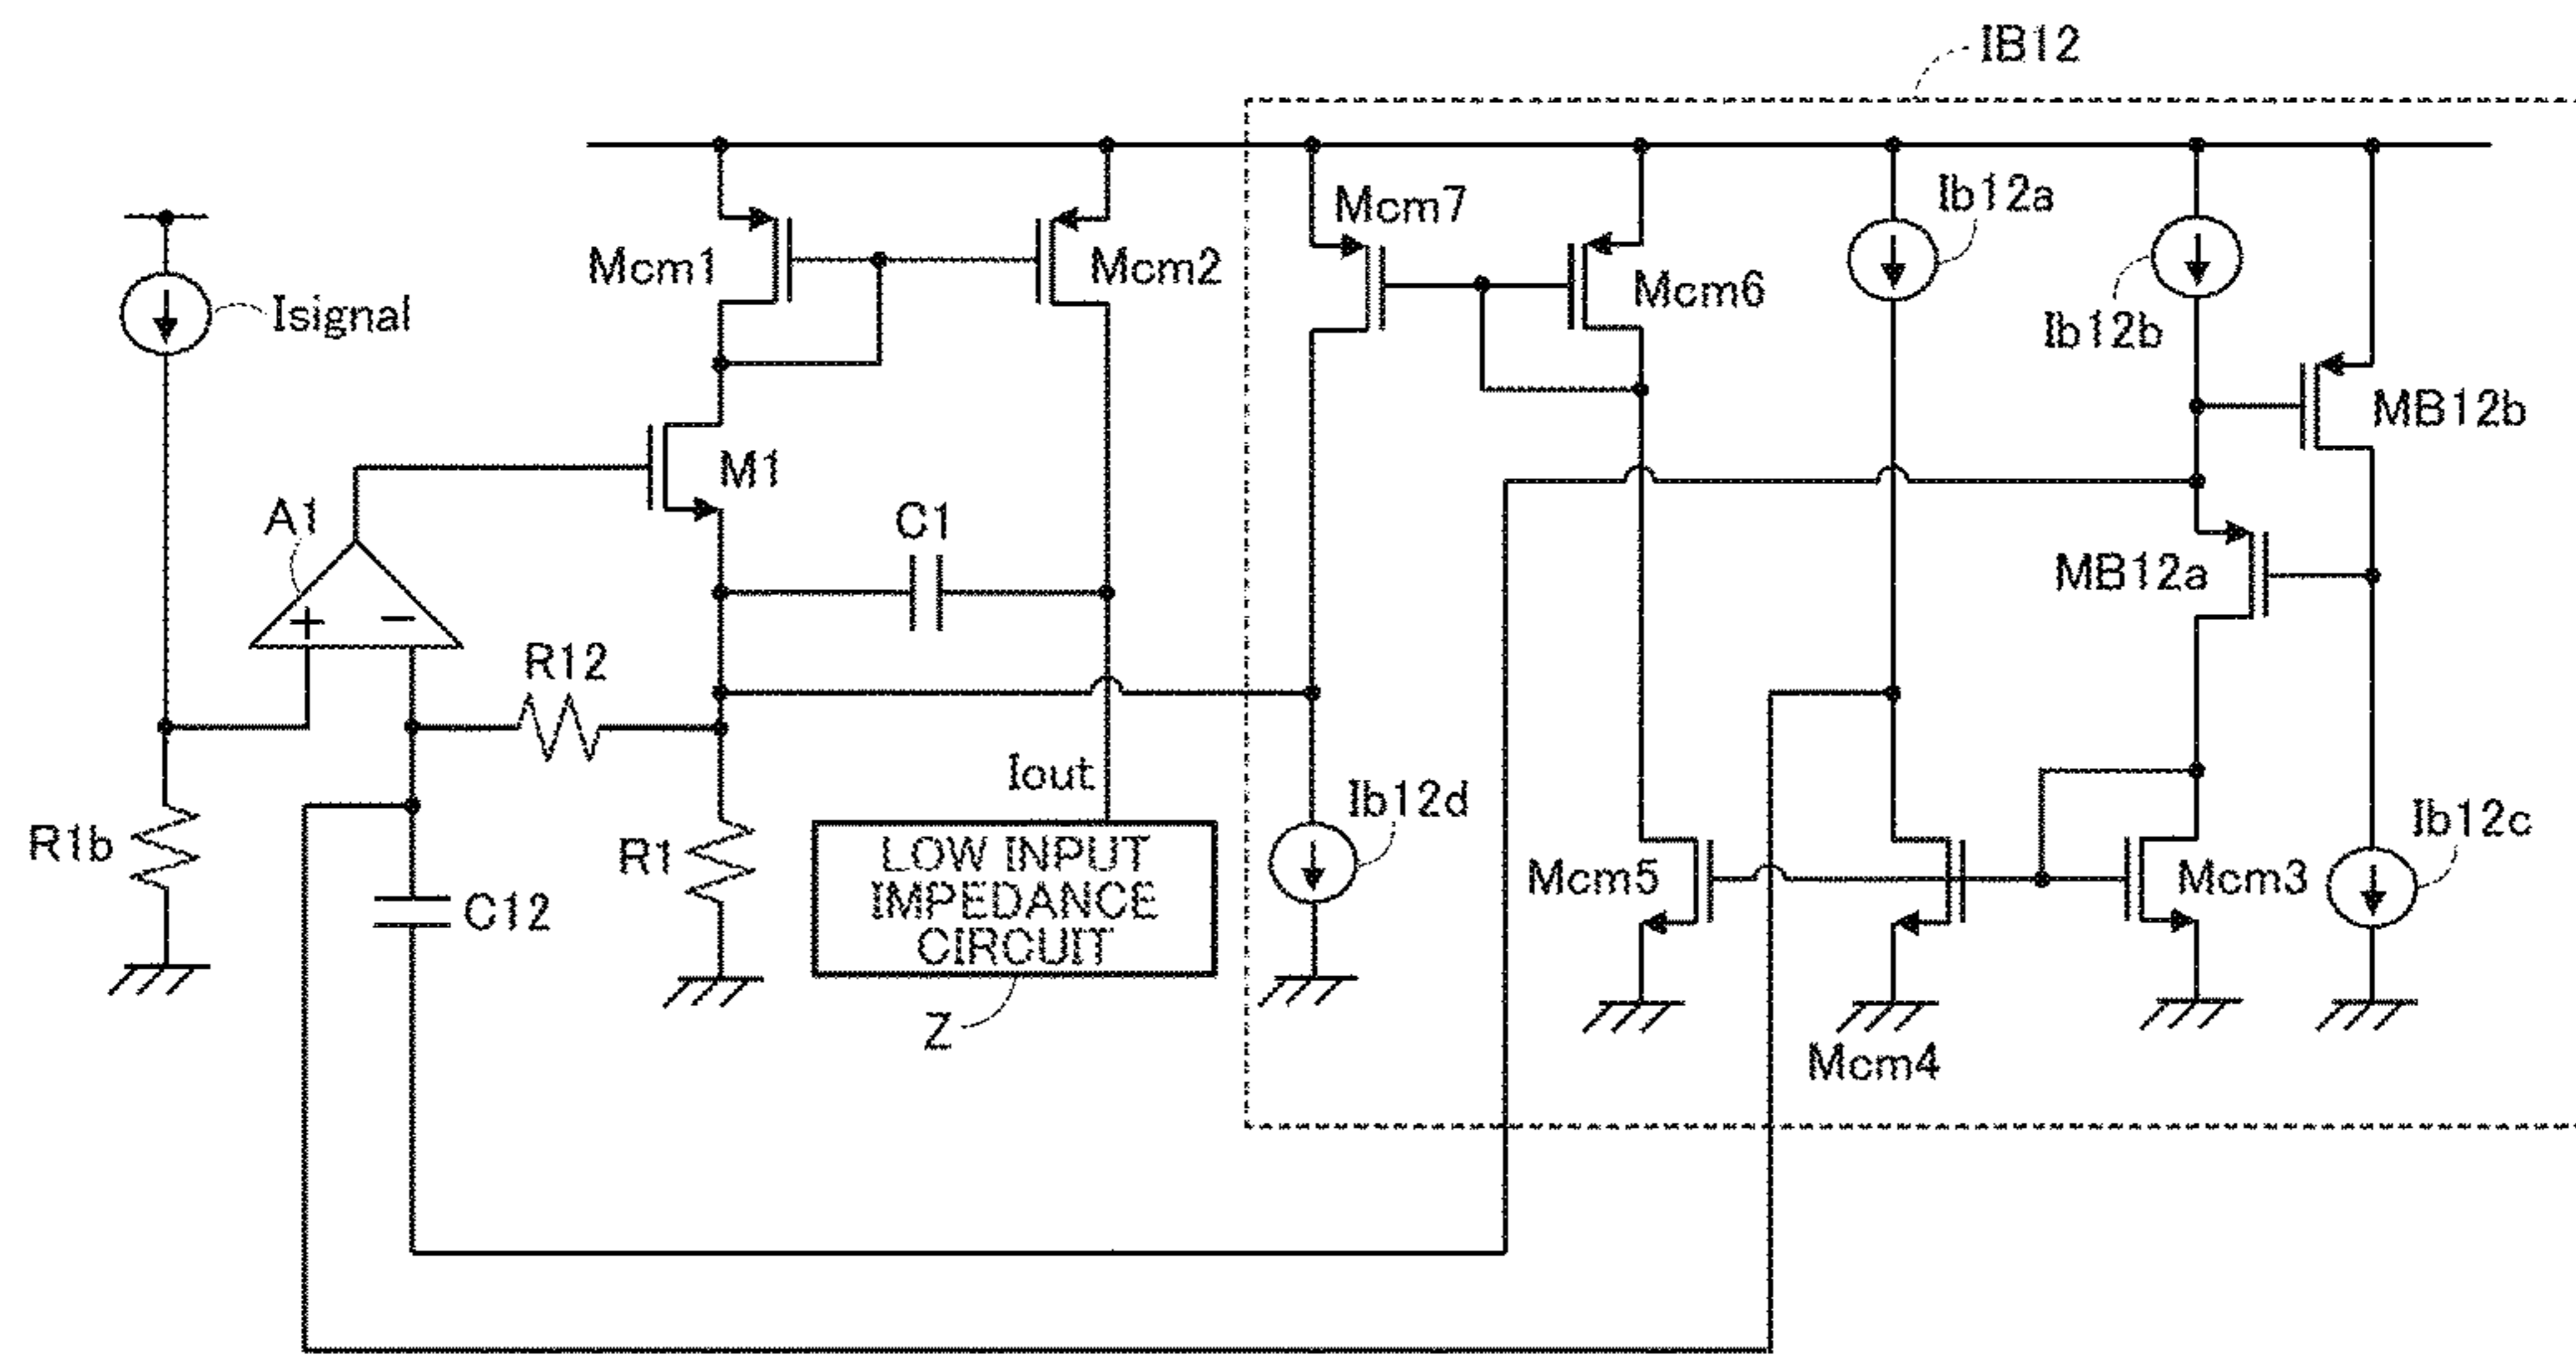 IB12
Mcm7
Ib12a
Mcm1
Mcm2
Mcm6
Isignal
Ib12b
MB12b
M1
A1
C1
MB12a
+
−
R12
Iout
Ib12d
Ib12c
R1b
R1
LOW INPUT
IMPEDANCE
CIRCUIT
Mcm5
Mcm3
C12
Z
Mcm4